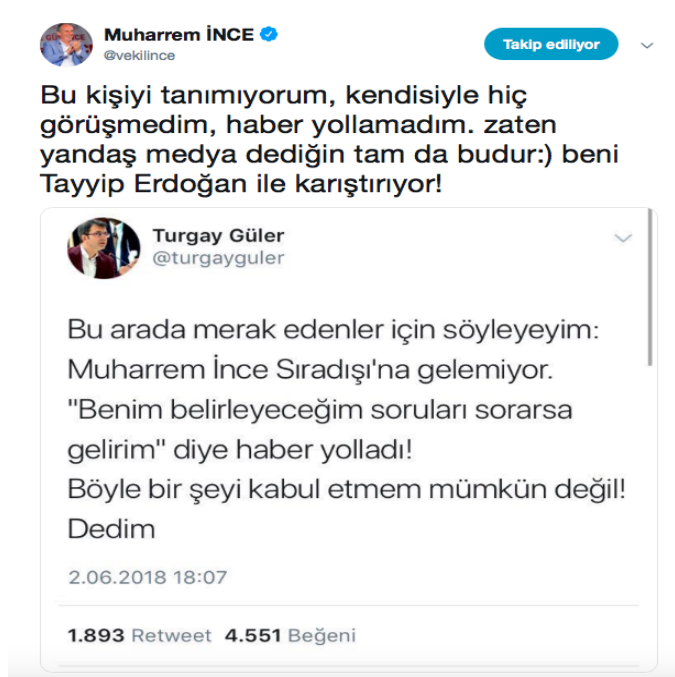 Muharrem İNCE
@vekilince
Takip ediliyor
Bu kişiyi tanımıyorum, kendisiyle hiç
görüşmedim, haber yollamadım. zaten
yandaş medya dediğin tam da budur:) beni
Tayyip Erdoğan ile karıştırıyor!
Turgay Güler
@turgayguler
Bu arada merak edenler için söyleyeyim:
Muharrem İnce Sıradışı'na gelemiyor.
"Benim belirleyeceğim soruları sorarsa
gelirim" diye haber yolladı!
Böyle bir şeyi kabul etmem mümkün değil!
Dedim
2.06.2018 18:07
1.893 Retweet 4.551 Beğeni